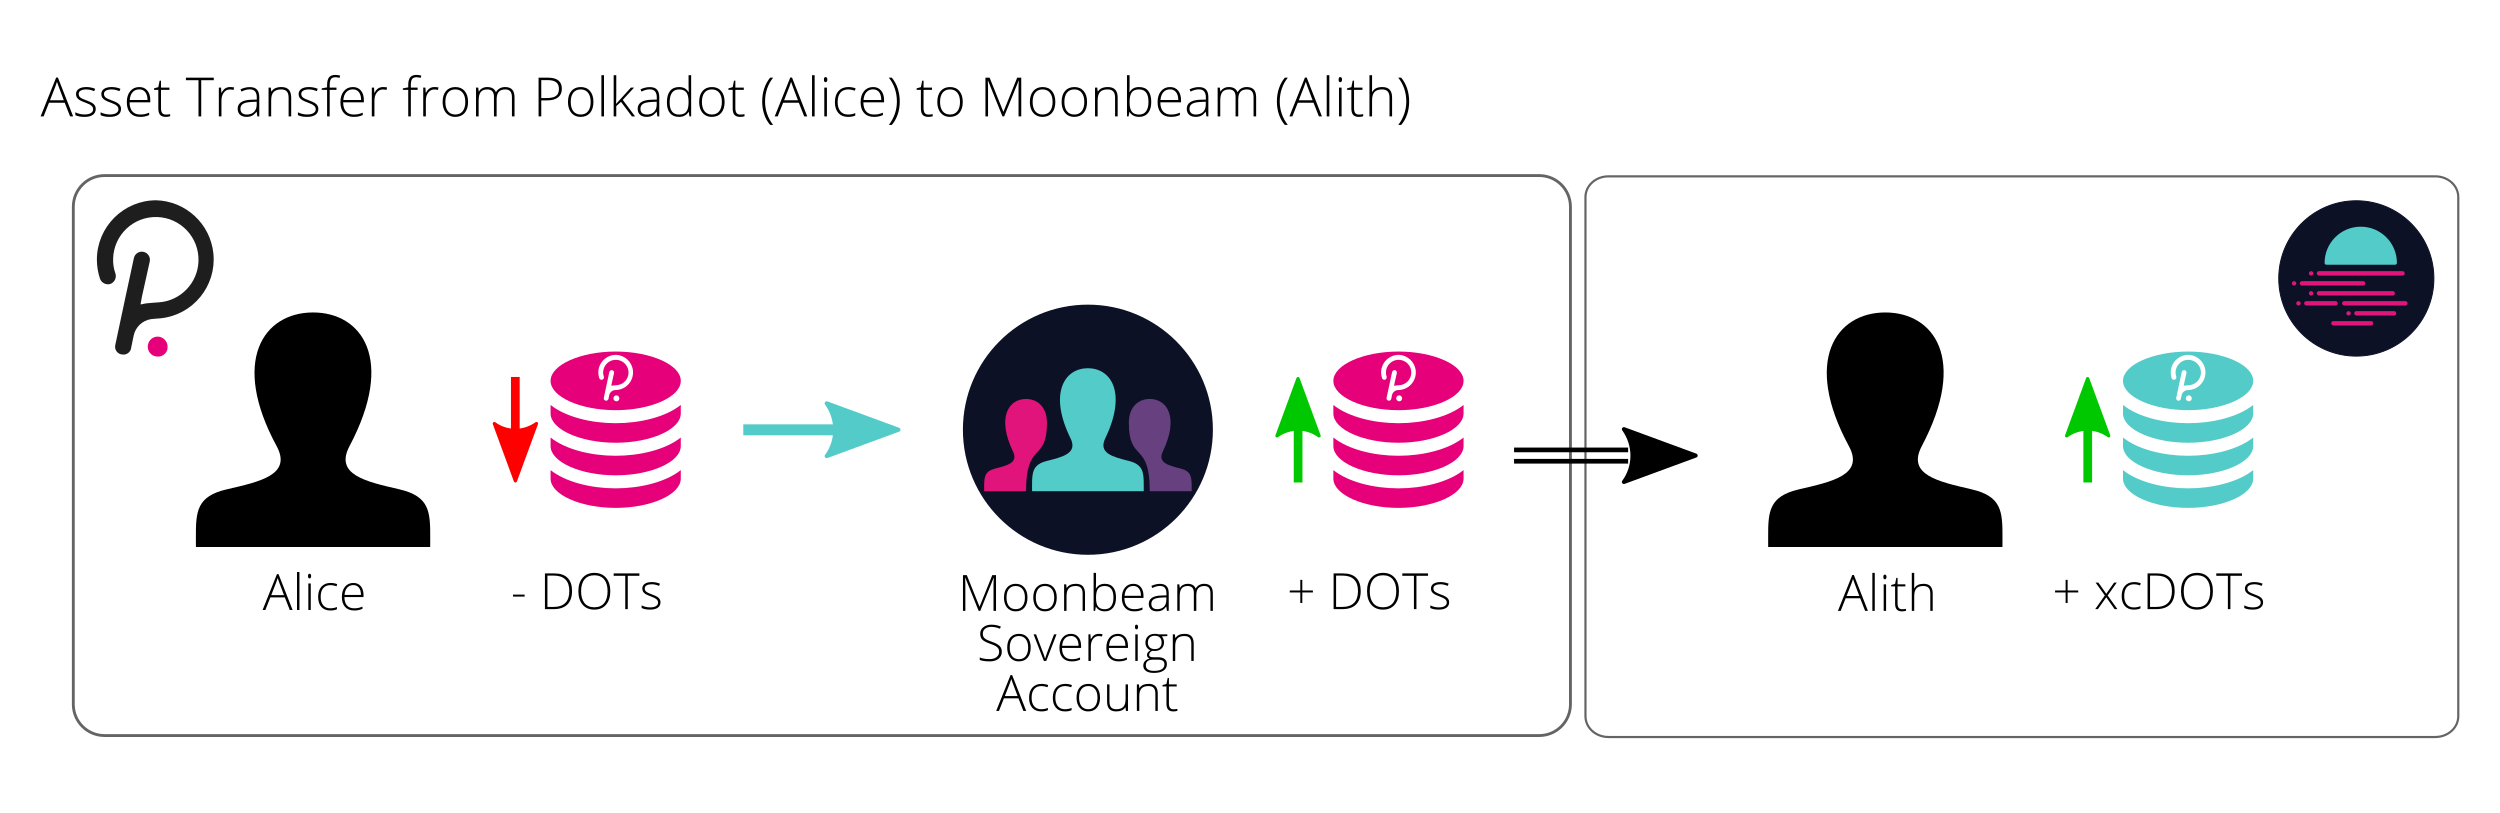 Asset Transfer from Polkadot (Alice) to Moonbeam (Alith)
Alice
- DOTs
Moonbeam
Sovereign
Account
+ DOTs
Alith
+ xcDOTs